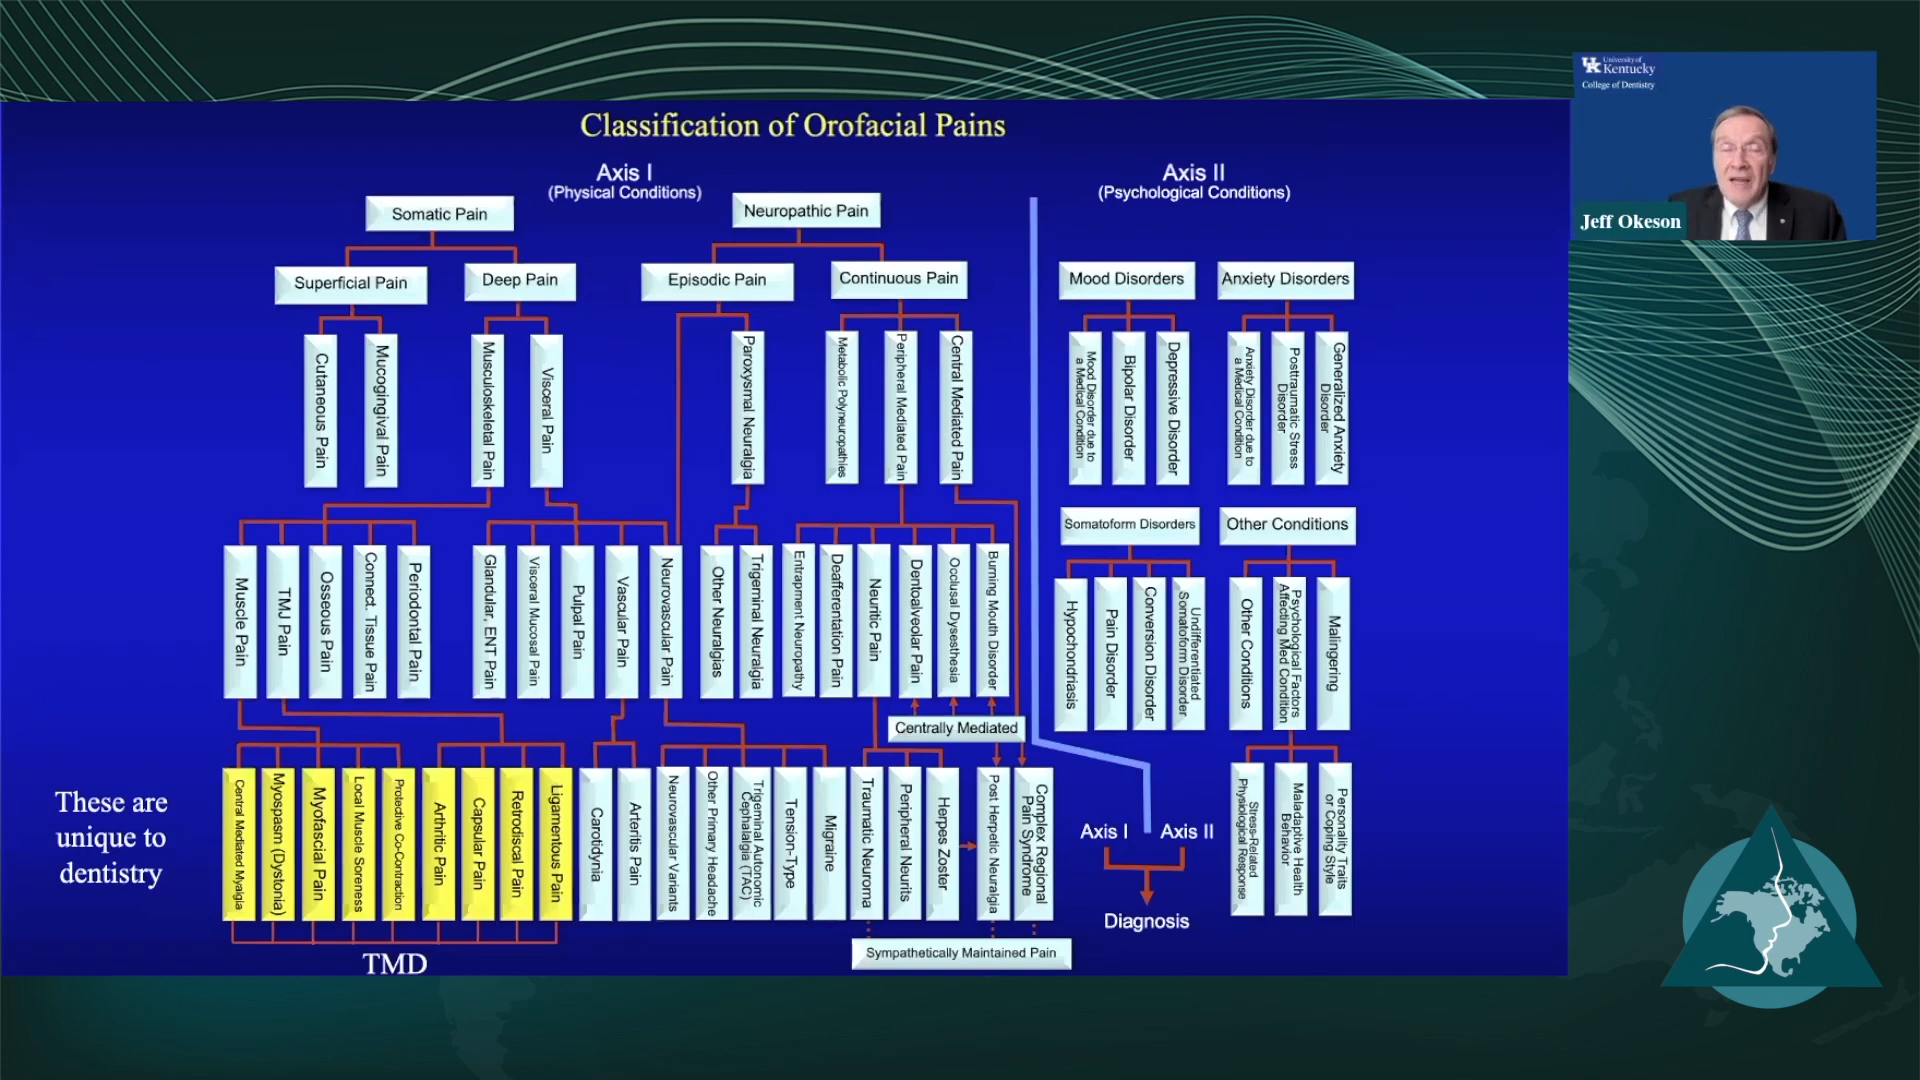 University of
Kentucky
College of Dentistry
Jeff Okeson
Classification of Orofacial Pains
Axis I
(Physical Conditions)
Axis II
(Psychological Conditions)
Somatic Pain
Neuropathic Pain
Superficial Pain
Deep Pain
Episodic Pain
Continuous Pain
Mood Disorders
Anxiety Disorders
Cutaneous Pain
Mucogingival Pain
Musculoskeletal Pain
Visceral Pain
Paroxysmal Neuralgia
Metabolic Polyneuropathies
Peripheral Mediated Pain
Central Mediated Pain
Mood Disorder due to
a Medical Condition
Bipolar Disorder
Depressive Disorder
Anxiety Disorder due to
a Medical Condition
Posttraumatic Stress
Disorder
Generalized Anxiety
Disorder
Somatoform Disorders
Other Conditions
Muscle Pain
TMJ Pain
Osseous Pain
Connect. Tissue Pain
Periodontal Pain
Glandular, ENT Pain
Visceral Mucosal Pain
Pulpal Pain
Vascular Pain
Neurovascular Pain
Other Neuralgias
Trigeminal Neuralgia
Entrapment Neuropathy
Deafferentation Pain
Neuritic Pain
Dentoalveolar Pain
Occlusal Dysesthesia
Burning Mouth Disorder
Hypochondriasis
Pain Disorder
Conversion Disorder
Undifferentiated
Somatoform Disorder
Other Conditions
Psychological Factors
Affecting Med Condition
Malingering
Centrally Mediated
These are
unique to
dentistry
Central Mediated Myalgia
Myospasm (Dystonia)
Myofascial Pain
Local Muscle Soreness
Protective Co-Contraction
Arthritic Pain
Capsular Pain
Retrodiscal Pain
Ligamentous Pain
Carotidynia
Arteritis Pain
Neurovascular Variants
Other Primary Headache
Trigeminal Autonomic
Cephalalgia (TAC)
Tension-Type
Migraine
Traumatic Neuroma
Peripheral Neurits
Herpes Zoster
Post Herpetic Neuralgia
Complex Regional
Pain Syndrome
Axis I
Axis II
Diagnosis
Stress-Related
Physiological Response
Maladaptive Health
Behavior
Personality Traits
or Coping Style
TMD
Sympathetically Maintained Pain